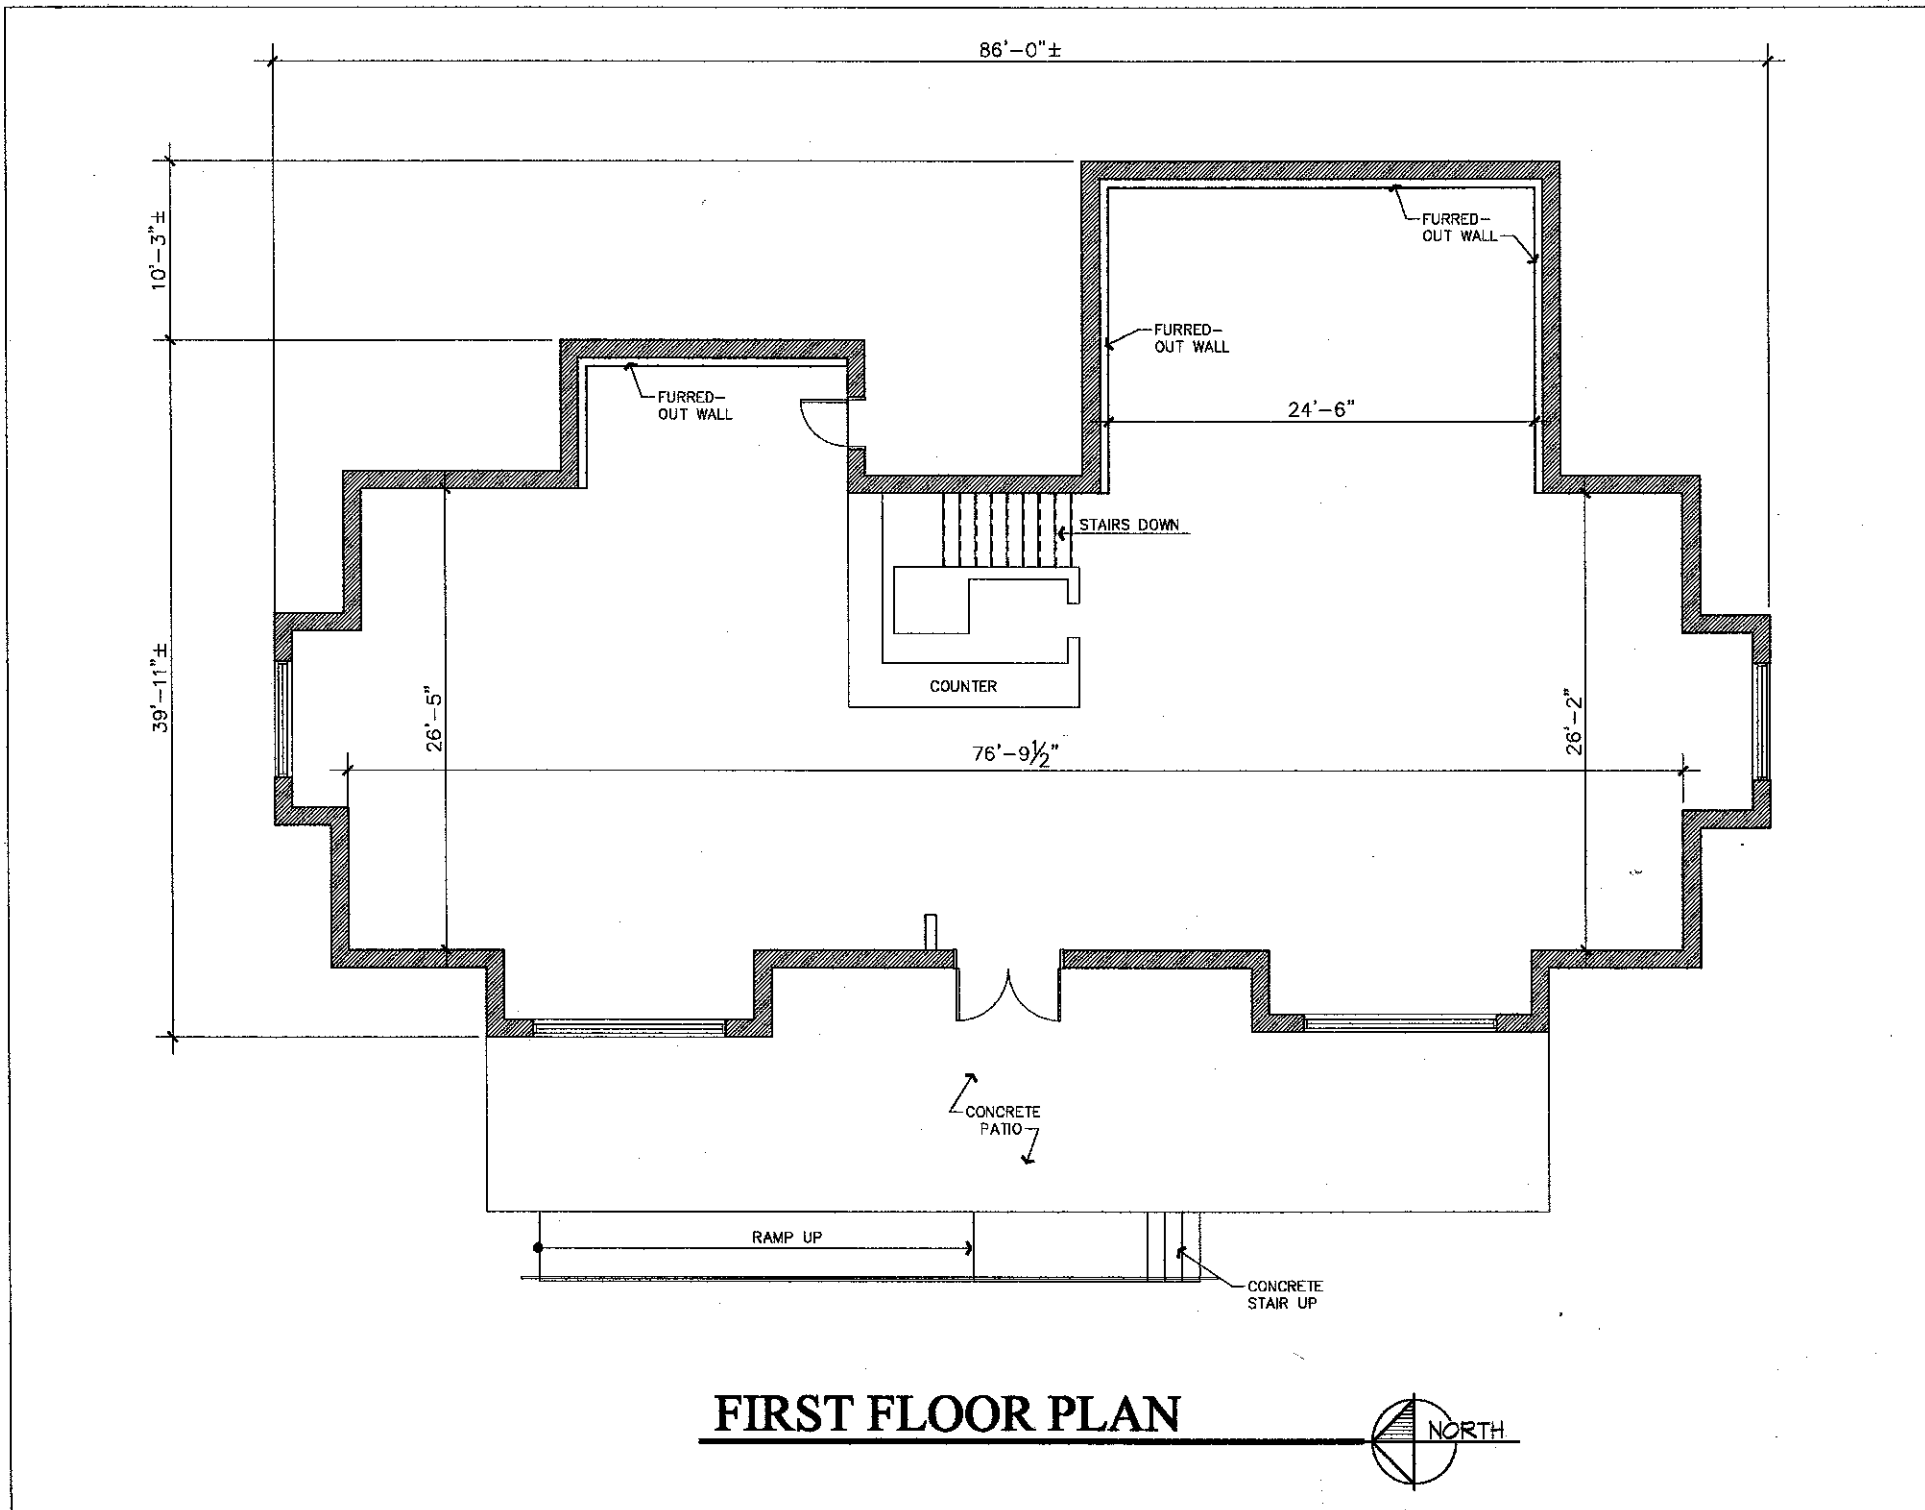 86'-0"±
10'-3"±
FURRED-
OUT WALL
FURRED-
OUT WALL
FURRED-
OUT WALL
24'-6"
STAIRS DOWN
39'-11"±
26'-5"
COUNTER
26'-2"
76'-9½"
CONCRETE
PATIO
RAMP UP
CONCRETE
STAIR UP
FIRST FLOOR PLAN
NORTH